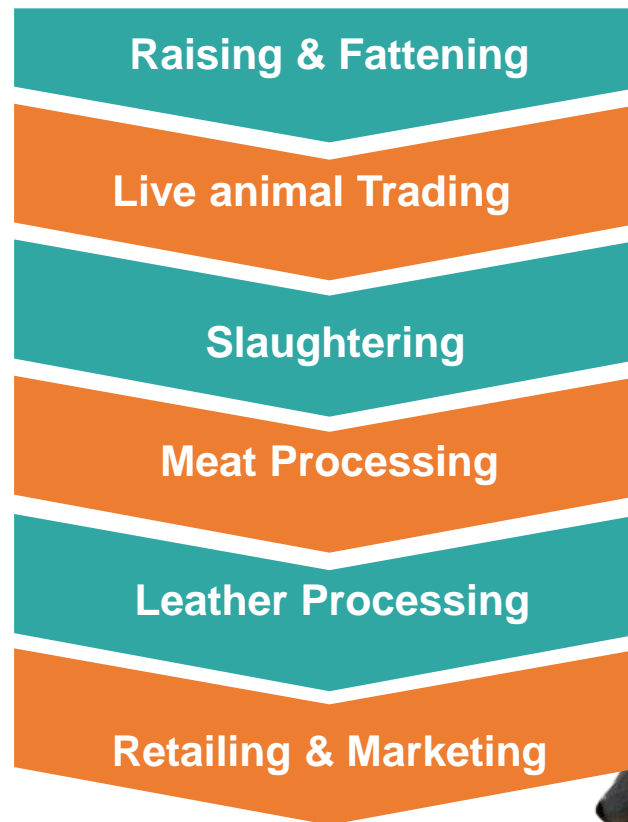 Raising & Fattening
Live animal Trading
Slaughtering
Meat Processing
Leather Processing
Retailing & Marketing